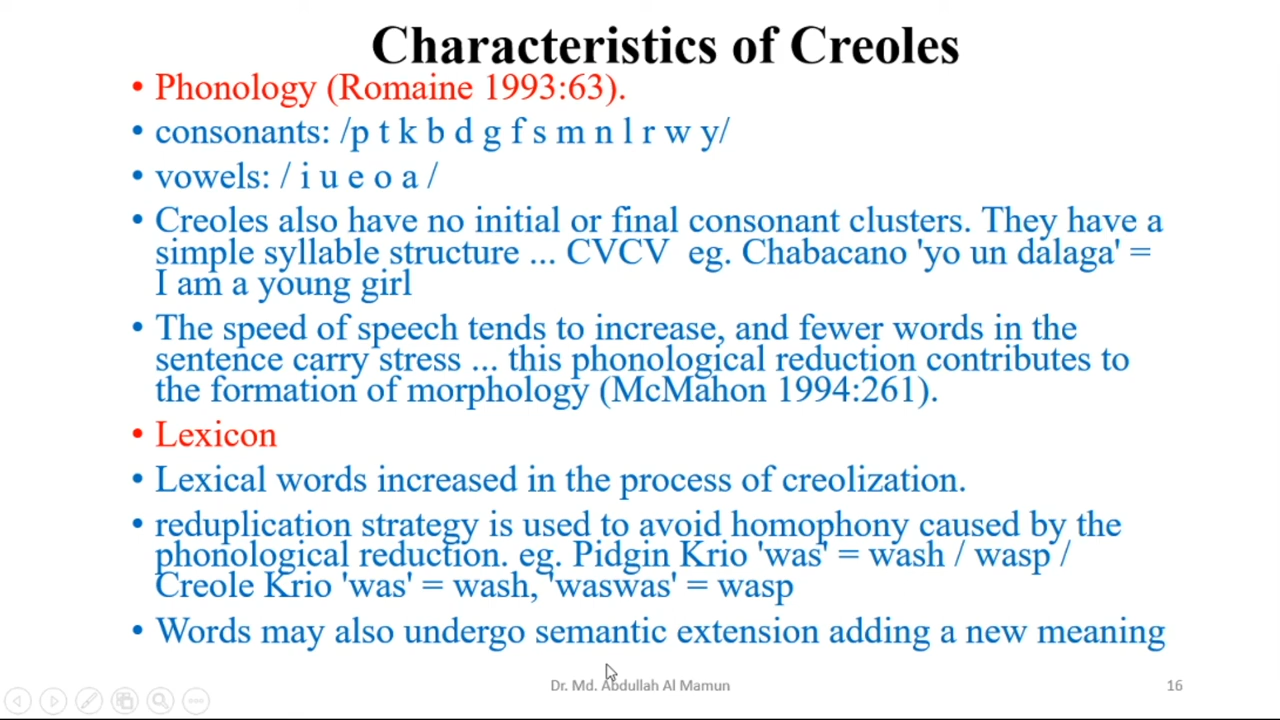 Characteristics of Creoles
• Phonology (Romaine 1993:63).
• consonants: /p t k b d g f s m n l r w y/
• vowels: / i u e o a /
• Creoles also have no initial or final consonant clusters. They have a
simple syllable structure ... CVCV eg. Chabacano 'yo un dalaga' =
I am a young girl
• The speed of speech tends to increase, and fewer words in the
sentence carry stress ... this phonological reduction contributes to
the formation of morphology (McMahon 1994:261).
• Lexicon
• Lexical words increased in the process of creolization.
• reduplication strategy is used to avoid homophony caused by the
phonological reduction. eg. Pidgin Krio 'was' = wash / wasp /
Creole Krio 'was' = wash, 'waswas' = wasp
• Words may also undergo semantic extension adding a new meaning
Dr. Md. Abdullah Al Mamun
16